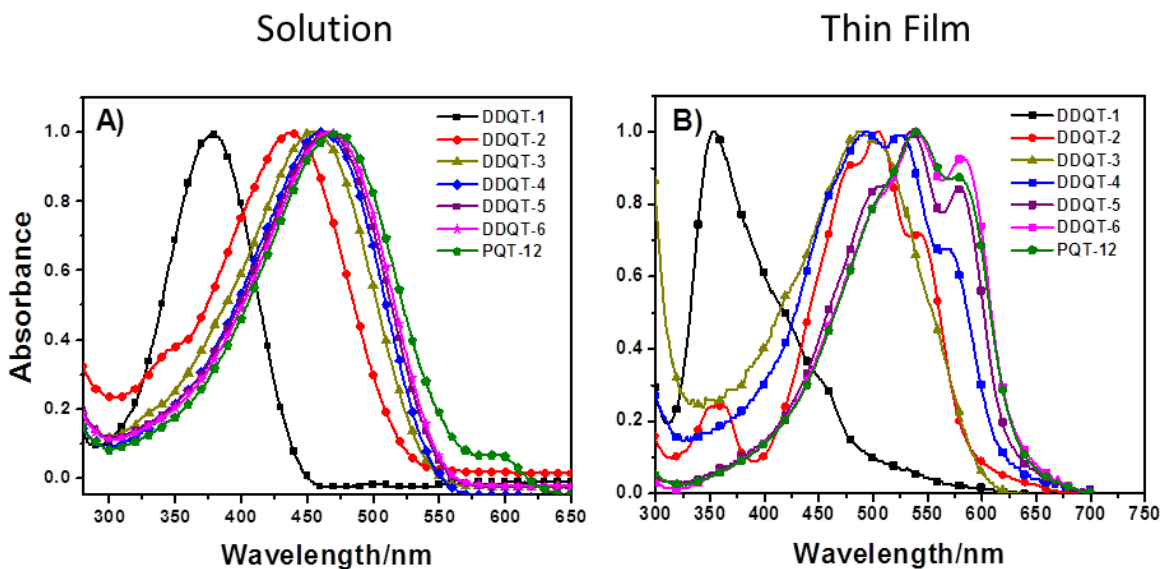 Solution
Thin Film
A)
DDQT-1
DDQT-2
DDQT-3
DDQT-4
DDQT-5
DDQT-6
PQT-12
1.0
0.8
0.6
0.4
0.2
0.0
300 350 400 450 500 550 600 650
Absorbance
Wavelength/nm
B)
DDQT-1
DDQT-2
DDQT-3
DDQT-4
DDQT-5
DDQT-6
PQT-12
1.0
0.8
0.6
0.4
0.2
0.0
300 350 400 450 500 550 600 650 700 750
Wavelength/nm